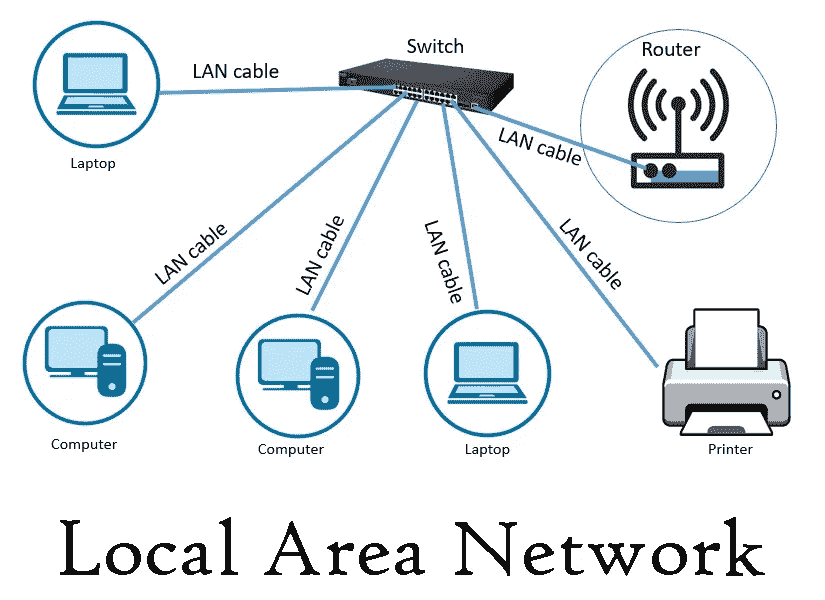 Switch
Router
LAN cable
LAN cable
Laptop
LAN cable
LAN cable
LAN cable
LAN cable
Computer
Computer
Laptop
Printer
Local Area Network